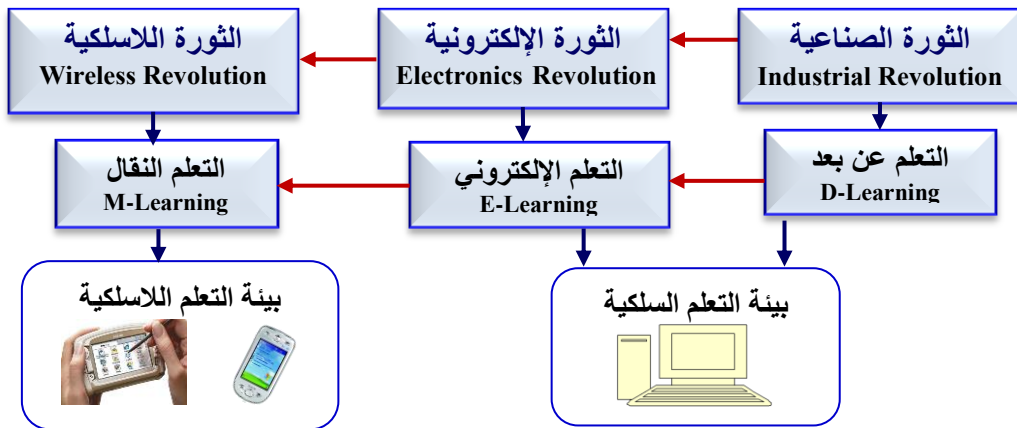 الثورة الصناعية
Industrial Revolution
الثورة الإلكترونية
Electronics Revolution
الثورة اللاسلكية
Wireless Revolution
التعلم عن بعد
D-Learning
التعلم الإلكتروني
E-Learning
التعلم النقال
M-Learning
بيئة التعلم السلكية
بيئة التعلم اللاسلكية